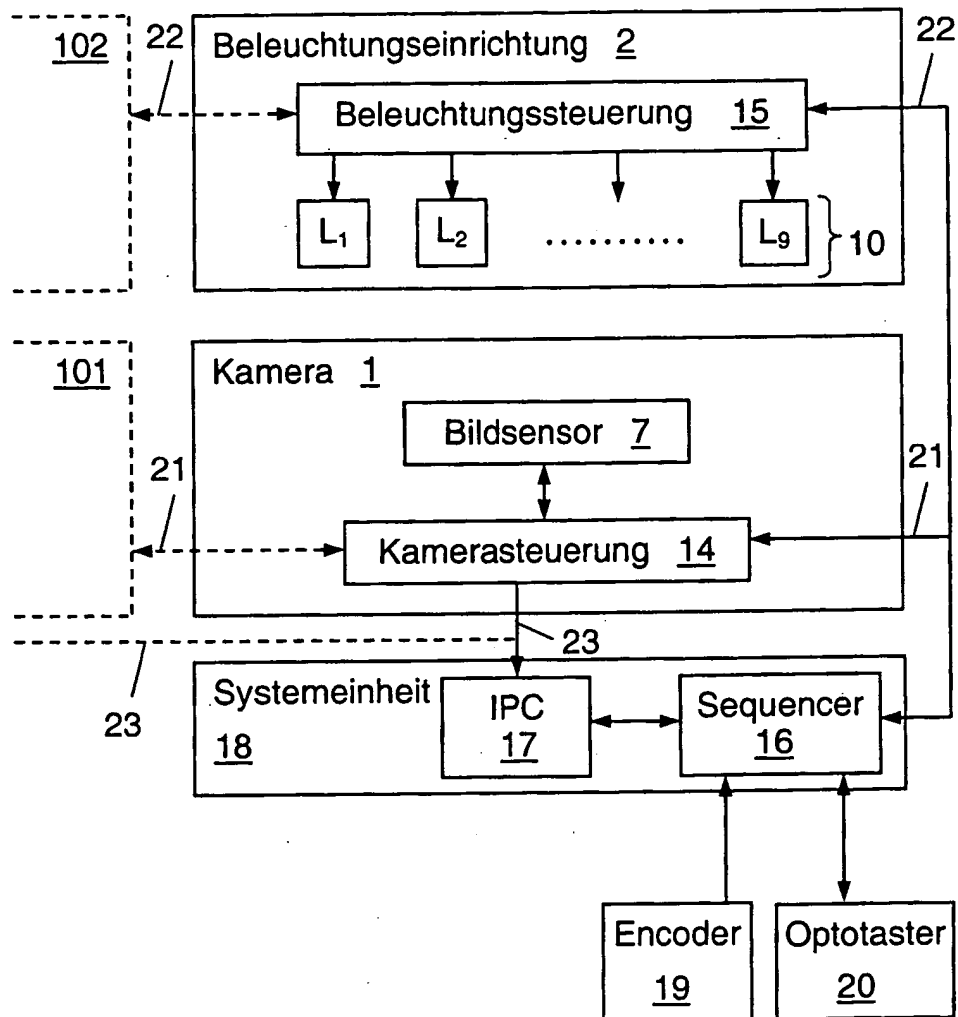 102
22
Beleuchtungseinrichtung 2
22
Beleuchtungssteuerung 15
L₁
L₂
..........
L₉
10
101
Kamera 1
Bildsensor 7
21
21
Kamerasteuerung 14
23
23
Systemeinheit
18
IPC
17
Sequencer
16
Encoder
19
Optotaster
20